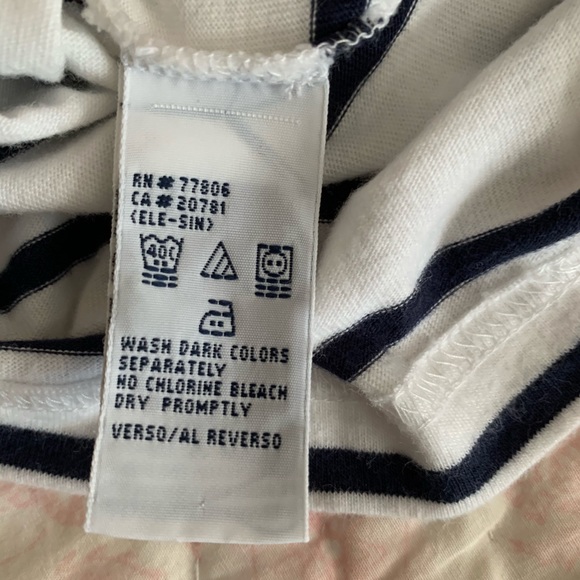 RN# 77806
CA# 20781
(ELE-SIN)
40C
WASH DARK COLORS
SEPARATELY
NO CHLORINE BLEACH
DRY PROMPTLY
VERSO/AL REVERSO